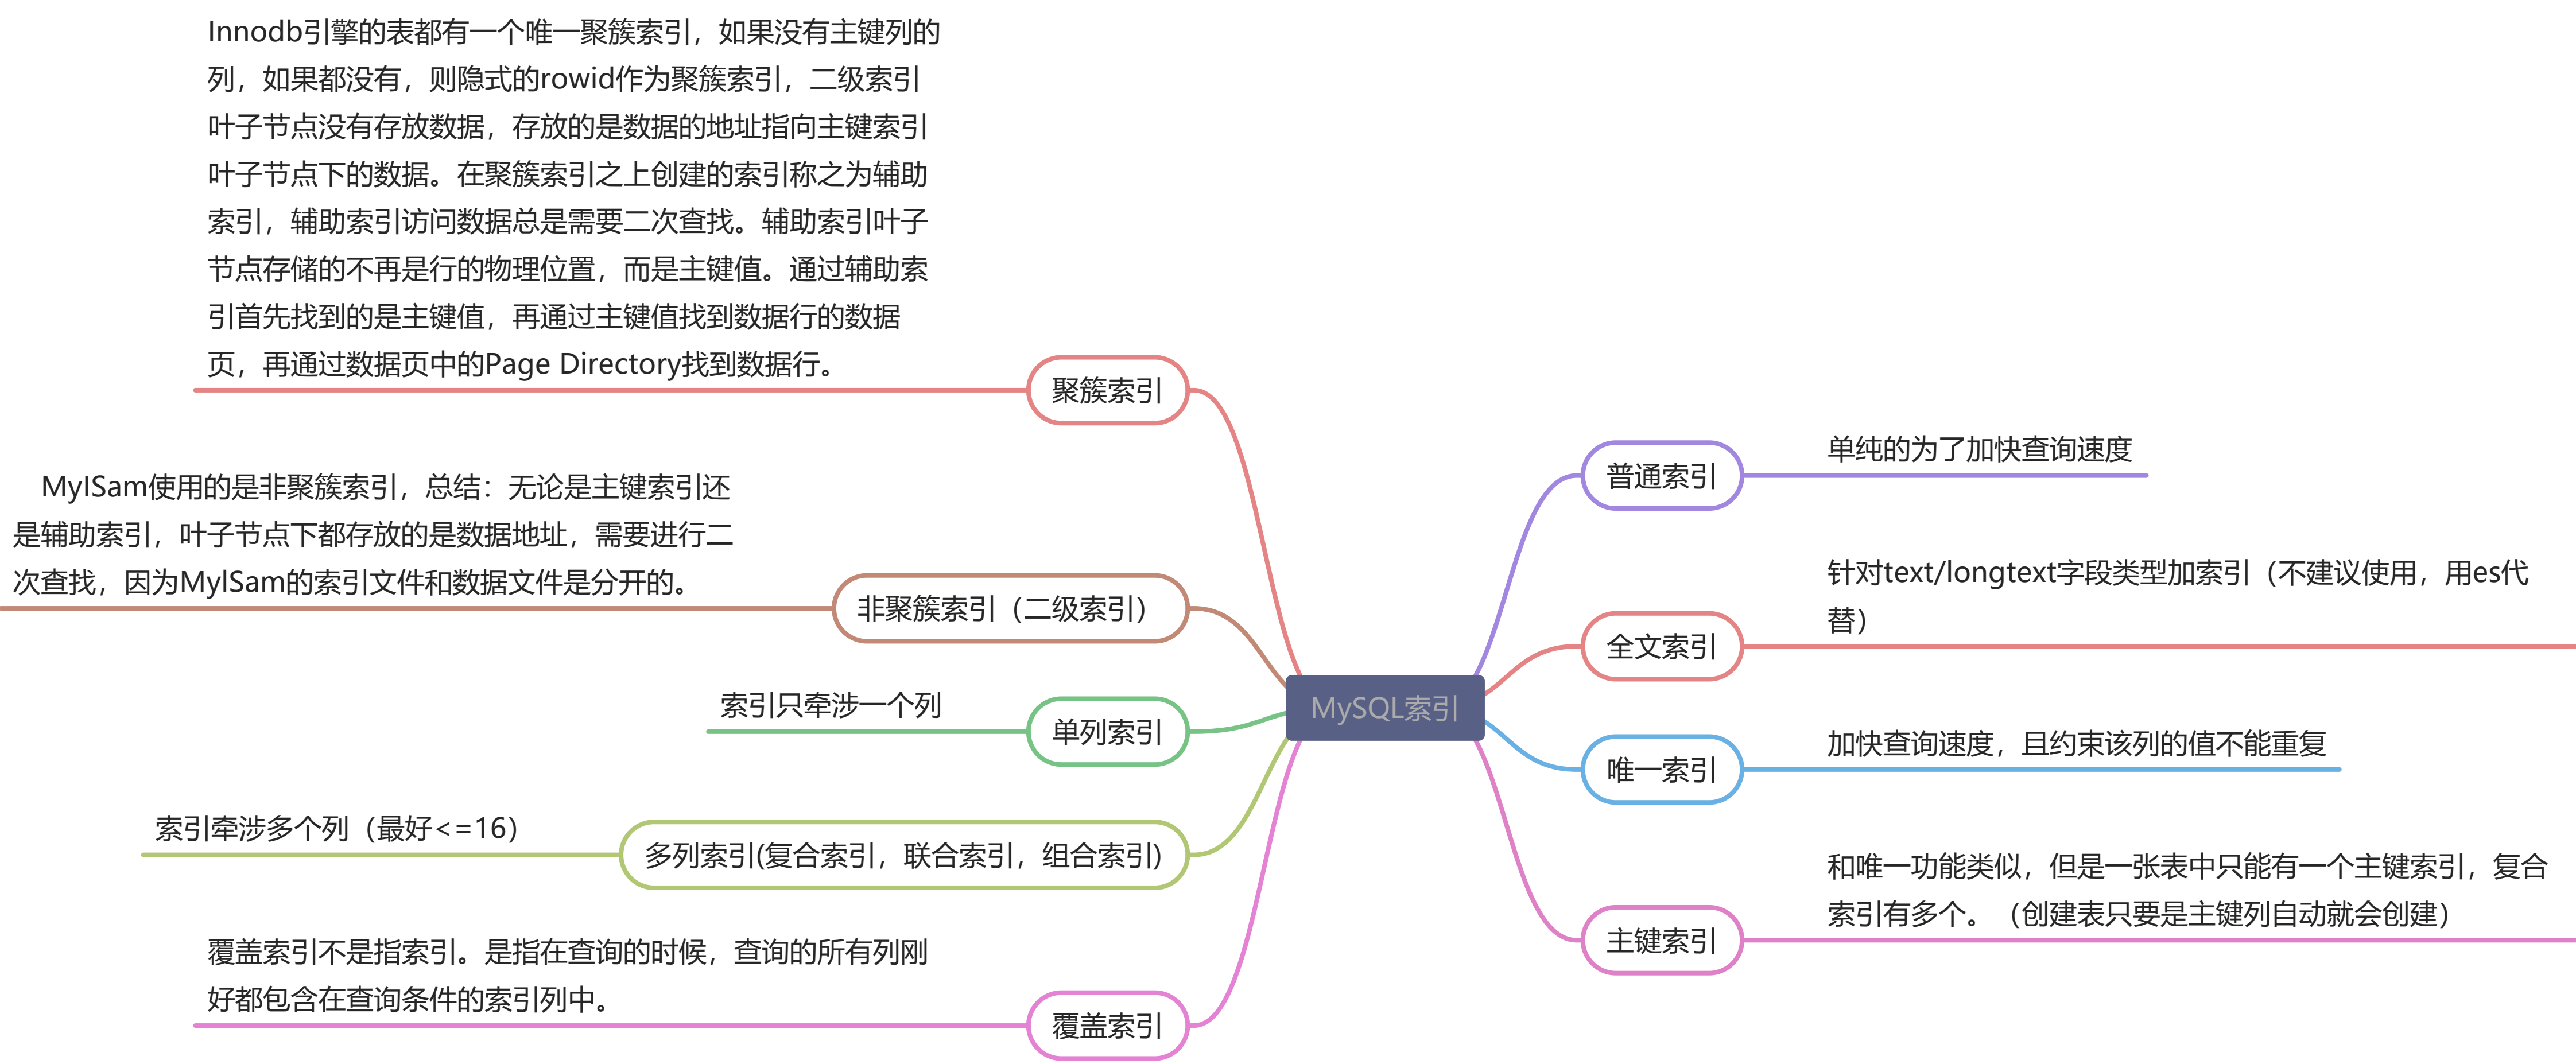 Innodb引擎的表都有一个唯一聚簇索引，如果没有主键列的
列，如果都没有，则隐式的rowid作为聚簇索引，二级索引
叶子节点没有存放数据，存放的是数据的地址指向主键索引
叶子节点下的数据。在聚簇索引之上创建的索引称之为辅助
索引，辅助索引访问数据总是需要二次查找。辅助索引叶子
节点存储的不再是行的物理位置，而是主键值。通过辅助索
引首先找到的是主键值，再通过主键值找到数据行的数据
页，再通过数据页中的Page Directory找到数据行。
聚簇索引
MyISam使用的是非聚簇索引，总结：无论是主键索引还
是辅助索引，叶子节点下都存放的是数据地址，需要进行二
次查找，因为MyISam的索引文件和数据文件是分开的。
非聚簇索引（二级索引）
索引只牵涉一个列
单列索引
索引牵涉多个列（最好<=16）
多列索引(复合索引，联合索引，组合索引)
覆盖索引不是指索引。是指在查询的时候，查询的所有列刚
好都包含在查询条件的索引列中。
覆盖索引
MySQL索引
普通索引
单纯的为了加快查询速度
全文索引
针对text/longtext字段类型加索引（不建议使用，用es代
替）
唯一索引
加快查询速度，且约束该列的值不能重复
主键索引
和唯一功能类似，但是一张表中只能有一个主键索引，复合
索引有多个。（创建表只要是主键列自动就会创建）